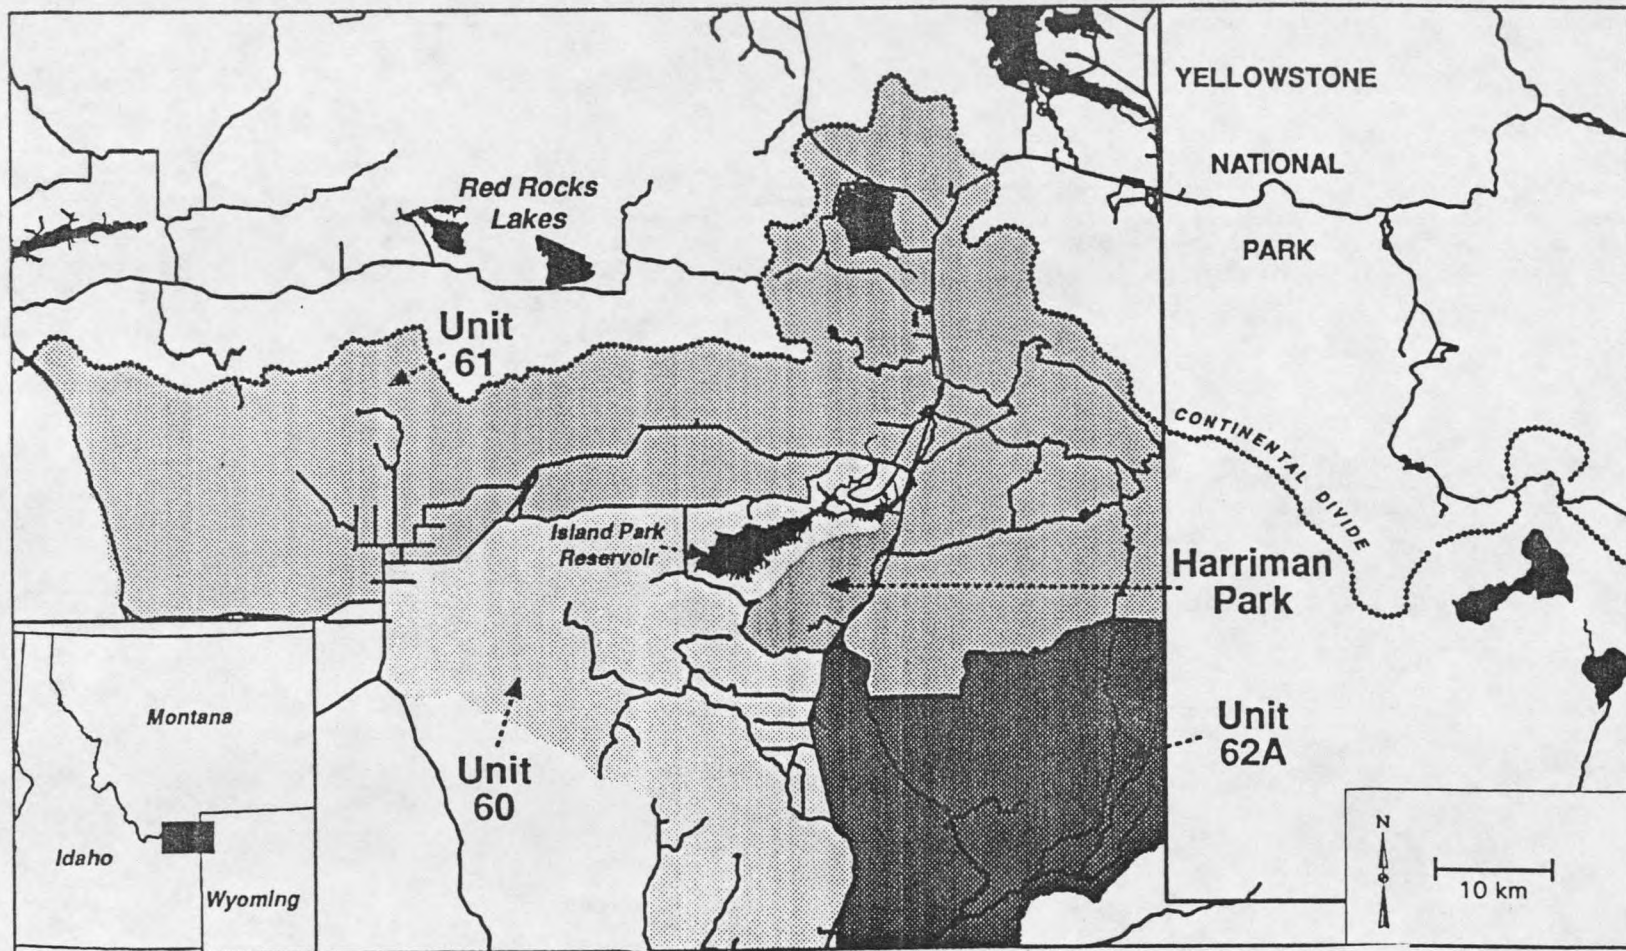 YELLOWSTONE
NATIONAL
PARK
Red Rocks
Lakes
Unit
61
CONTINENTAL DIVIDE
Island Park
Reservoir
Harriman
Park
Unit
62A
Unit
60
Montana
Idaho
Wyoming
N
10 km